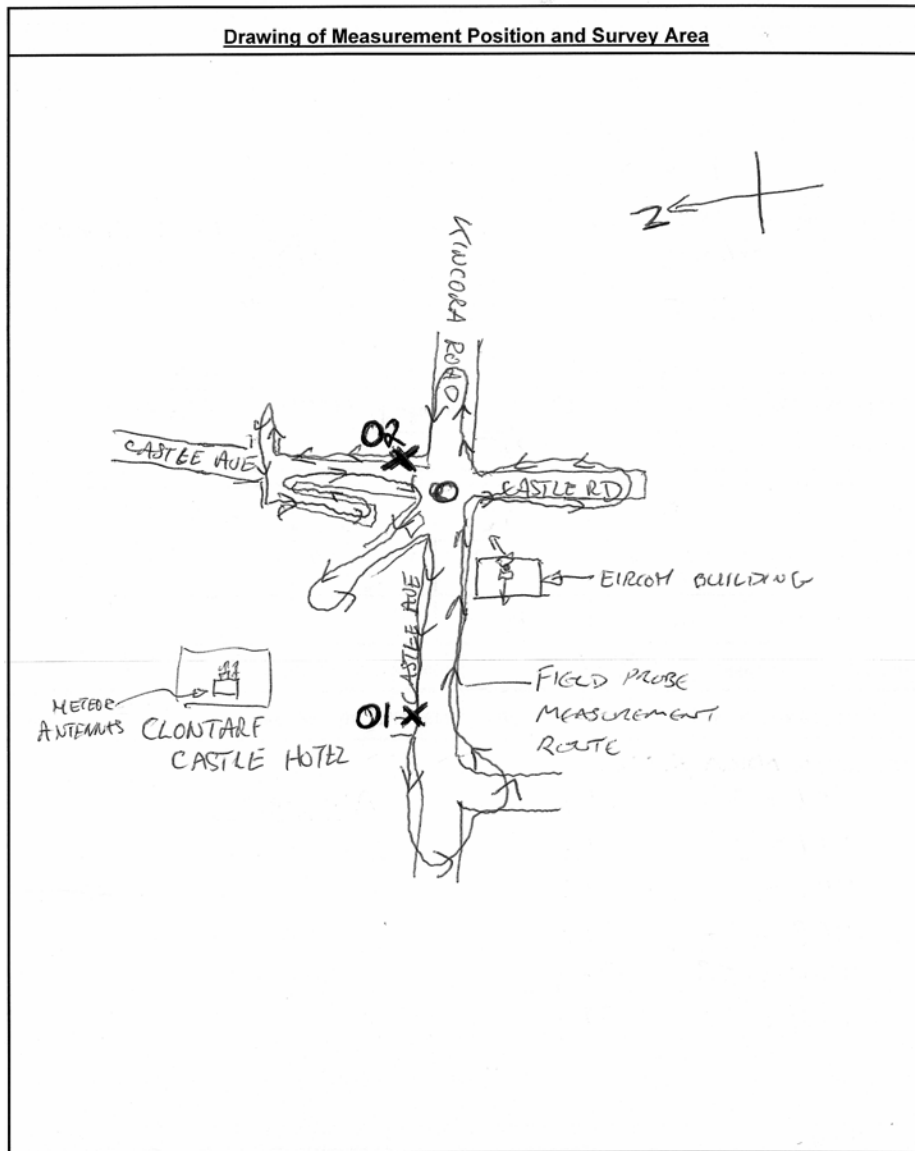 Drawing of Measurement Position and Survey Area
N
KINCORA ROAD
02
CASTLE AVE
CASTLE RD
EIRCOM BUILDING
CASTLE AVE
FIELD PROBE
MEASUREMENT
ROUTE
METEOR
ANTENNAS
01
CLONTARF
CASTLE HOTEL